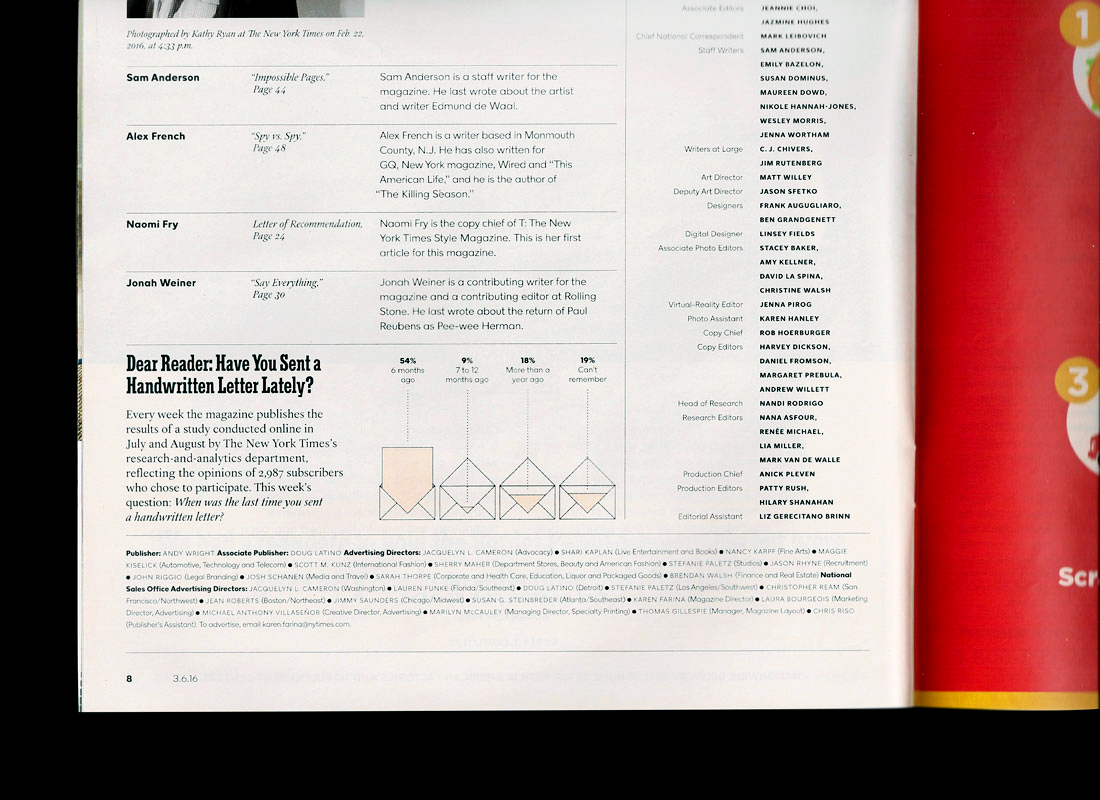 Photographed by Kathy Ryan at The New York Times on Feb. 22,
2016, at 4:33 p.m.
Sam Anderson
“Impossible Pages,”
Page 44
Sam Anderson is a staff writer for the
magazine. He last wrote about the artist
and writer Edmund de Waal.
Alex French
“Spy vs. Spy,”
Page 48
Alex French is a writer based in Monmouth
County, N.J. He has also written for
GQ, New York magazine, Wired and “This
American Life,” and he is the author of
“The Killing Season.”
Naomi Fry
Letter of Recommendation,
Page 24
Naomi Fry is the copy chief of T: The New
York Times Style Magazine. This is her first
article for this magazine.
Jonah Weiner
“Say Everything,”
Page 30
Jonah Weiner is a contributing writer for the
magazine and a contributing editor at Rolling
Stone. He last wrote about the return of Paul
Reubens as Pee-wee Herman.
Dear Reader: Have You Sent a
Handwritten Letter Lately?
Every week the magazine publishes the
results of a study conducted online in
July and August by The New York Times’s
research-and-analytics department,
reflecting the opinions of 2,987 subscribers
who chose to participate. This week’s
question: When was the last time you sent
a handwritten letter?
54%
6 months
ago
9%
7 to 12
months ago
18%
More than a
year ago
19%
Can’t
remember
Associate Editors JEANNIE CHOI,
JAZMINE HUGHES
Chief National Correspondent MARK LEIBOVICH
Staff Writers SAM ANDERSON,
EMILY BAZELON,
SUSAN DOMINUS,
MAUREEN DOWD,
NIKOLE HANNAH-JONES,
WESLEY MORRIS,
JENNA WORTHAM
Writers at Large C. J. CHIVERS,
JIM RUTENBERG
Art Director MATT WILLEY
Deputy Art Director JASON SFETKO
Designers FRANK AUGUGLIARO,
BEN GRANDGENETT
Digital Designer LINSEY FIELDS
Associate Photo Editors STACEY BAKER,
AMY KELLNER,
DAVID LA SPINA,
CHRISTINE WALSH
Virtual-Reality Editor JENNA PIROG
Photo Assistant KAREN HANLEY
Copy Chief ROB HOERBURGER
Copy Editors HARVEY DICKSON,
DANIEL FROMSON,
MARGARET PREBULA,
ANDREW WILLETT
Head of Research NANDI RODRIGO
Research Editors NANA ASFOUR,
RENÉE MICHAEL,
LIA MILLER,
MARK VAN DE WALLE
Production Chief ANICK PLEVEN
Production Editors PATTY RUSH,
HILARY SHANAHAN
Editorial Assistant LIZ GERECITANO BRINN
Publisher: ANDY WRIGHT Associate Publisher: DOUG LATINO Advertising Directors: JACQUELYN L. CAMERON (Advocacy) ● SHARI KAPLAN (Live Entertainment and Books) ● NANCY KARPF (Fine Arts) ● MAGGIE
KISELICK (Automotive, Technology and Telecom) ● SCOTT M. KUNZ (International Fashion) ● SHERRY MAHER (Department Stores, Beauty and American Fashion) ● STEFANIE PALETZ (Studios) ● JASON RHYNE (Recruitment)
● JOHN RIGGIO (Legal Branding) ● JOSH SCHANEN (Media and Travel) ● SARAH THORPE (Corporate and Health Care, Education, Liquor and Packaged Goods) ● BRENDAN WALSH (Finance and Real Estate) National
Sales Office Advertising Directors: JACQUELYN L. CAMERON (Washington) ● LAUREN FUNKE (Florida/Southeast) ● DOUG LATINO (Detroit) ● STEFANIE PALETZ (Los Angeles/Southwest) ● CHRISTOPHER REAM (San
Francisco/Northwest) ● JEAN ROBERTS (Boston/Northeast) ● JIMMY SAUNDERS (Chicago/Midwest) ● SUSAN G. STEINBREDER (Atlanta/Southeast) ● KAREN FARINA (Magazine Director) ● LAURA BOURGEOIS (Marketing
Director, Advertising) ● MICHAEL ANTHONY VILLASEÑOR (Creative Director, Advertising) ● MARILYN McCAULEY (Managing Director, Specialty Printing) ● THOMAS GILLESPIE (Manager, Magazine Layout) ● CHRIS RISO
(Publisher’s Assistant). To advertise, email karen.farina@nytimes.com.
8
3.6.16
1
3
Scr